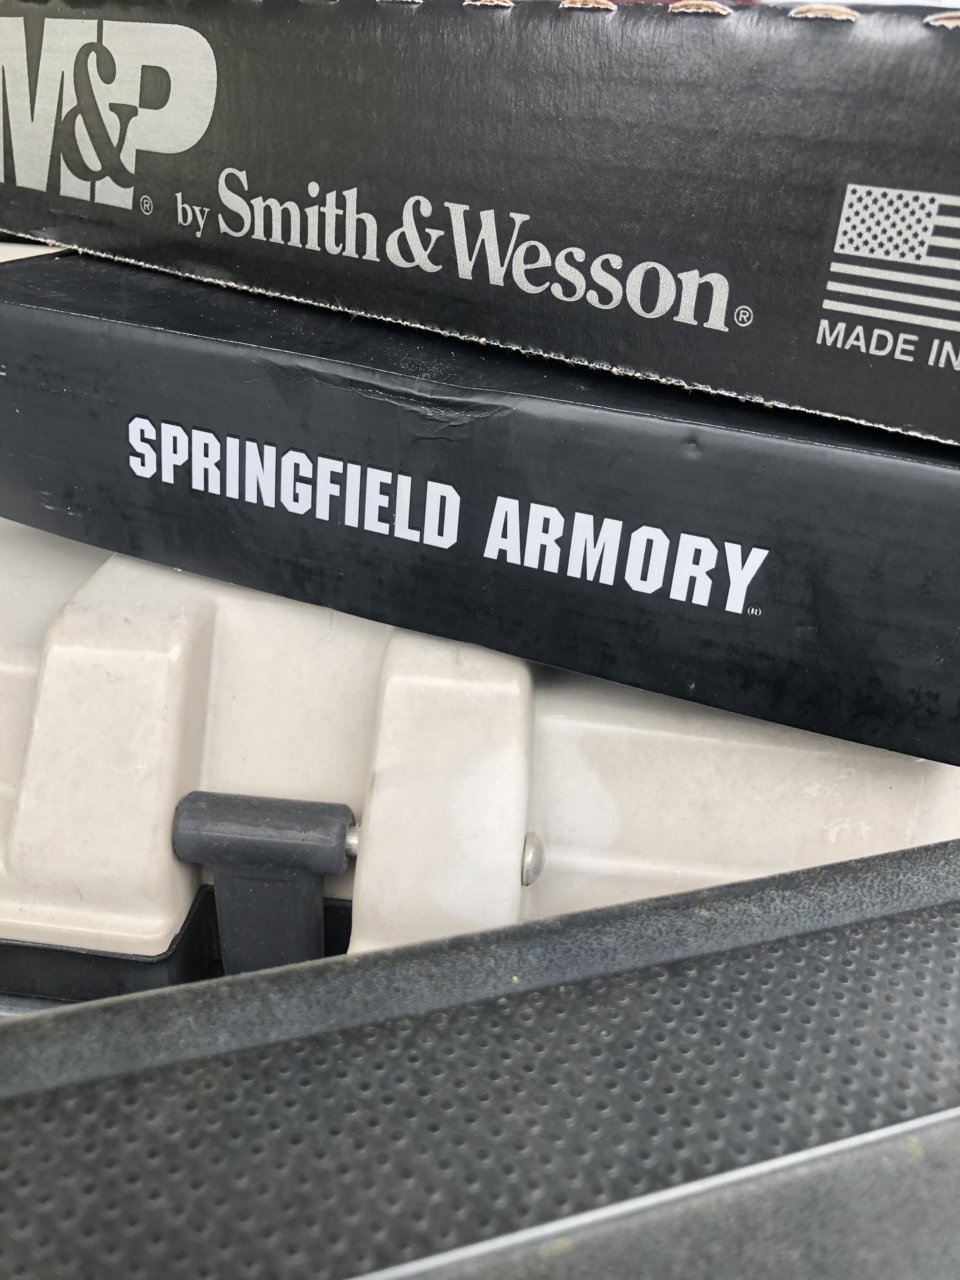 M&P® by Smith & Wesson®
MADE IN
SPRINGFIELD ARMORY®